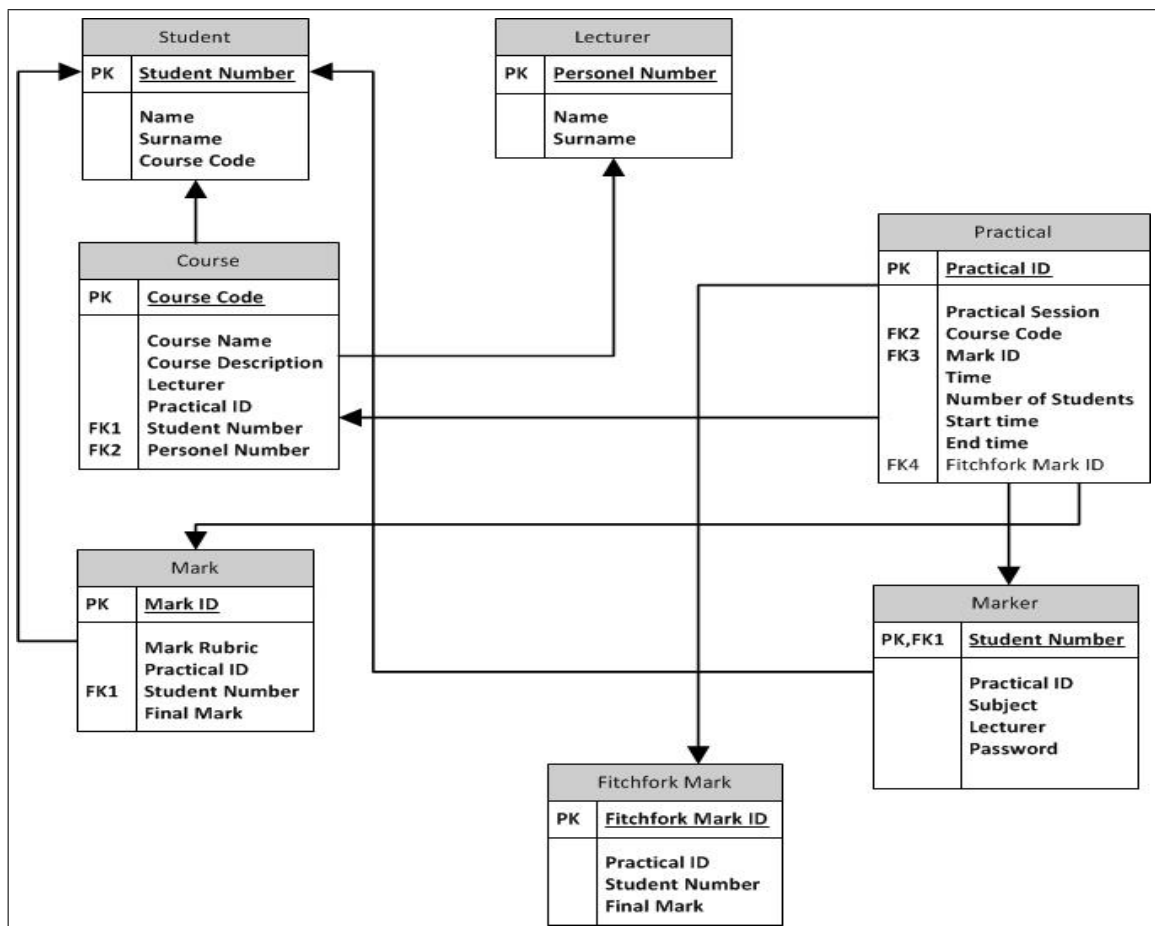 Student
PK Student Number
Name
Surname
Course Code
Lecturer
PK Personel Number
Name
Surname
Course
PK Course Code
Course Name
Course Description
Lecturer
Practical ID
FK1 Student Number
FK2 Personel Number
Practical
PK Practical ID
Practical Session
FK2 Course Code
FK3 Mark ID
Time
Number of Students
Start time
End time
FK4 Fitchfork Mark ID
Mark
PK Mark ID
Mark Rubric
Practical ID
FK1 Student Number
Final Mark
Marker
PK,FK1 Student Number
Practical ID
Subject
Lecturer
Password
Fitchfork Mark
PK Fitchfork Mark ID
Practical ID
Student Number
Final Mark